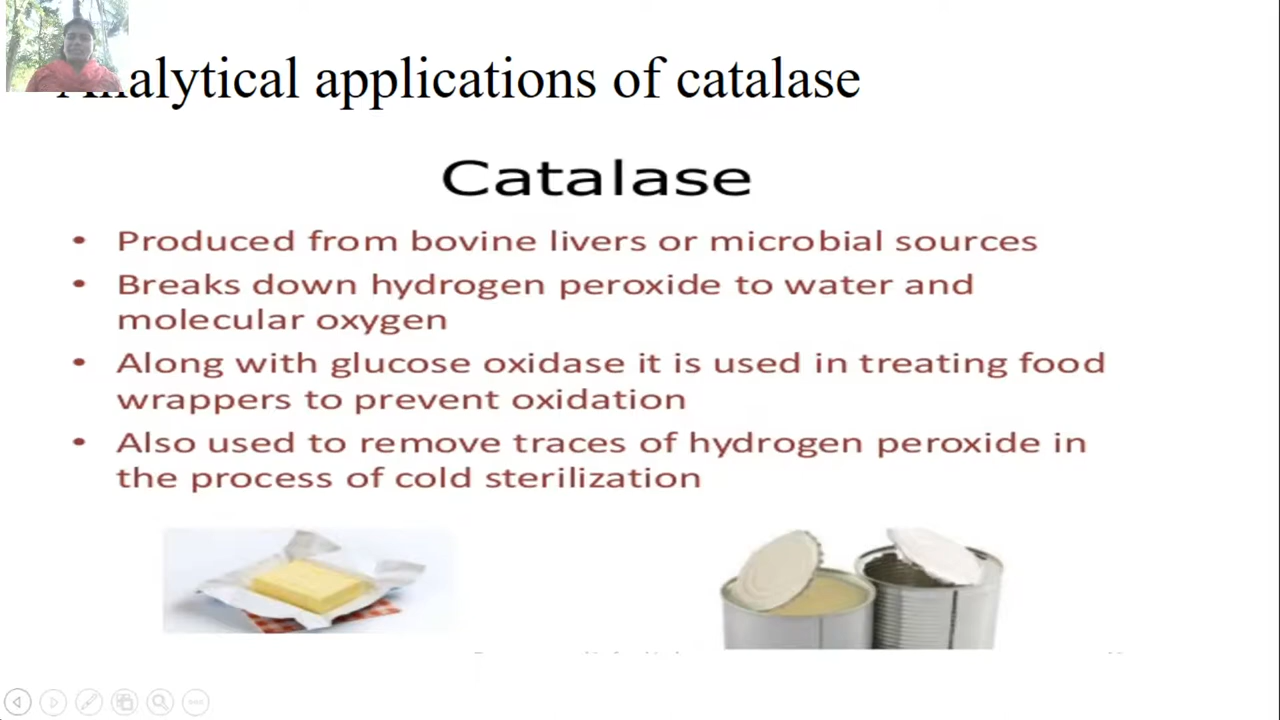 Analytical applications of catalase
Catalase
• Produced from bovine livers or microbial sources
• Breaks down hydrogen peroxide to water and
molecular oxygen
• Along with glucose oxidase it is used in treating food
wrappers to prevent oxidation
• Also used to remove traces of hydrogen peroxide in
the process of cold sterilization